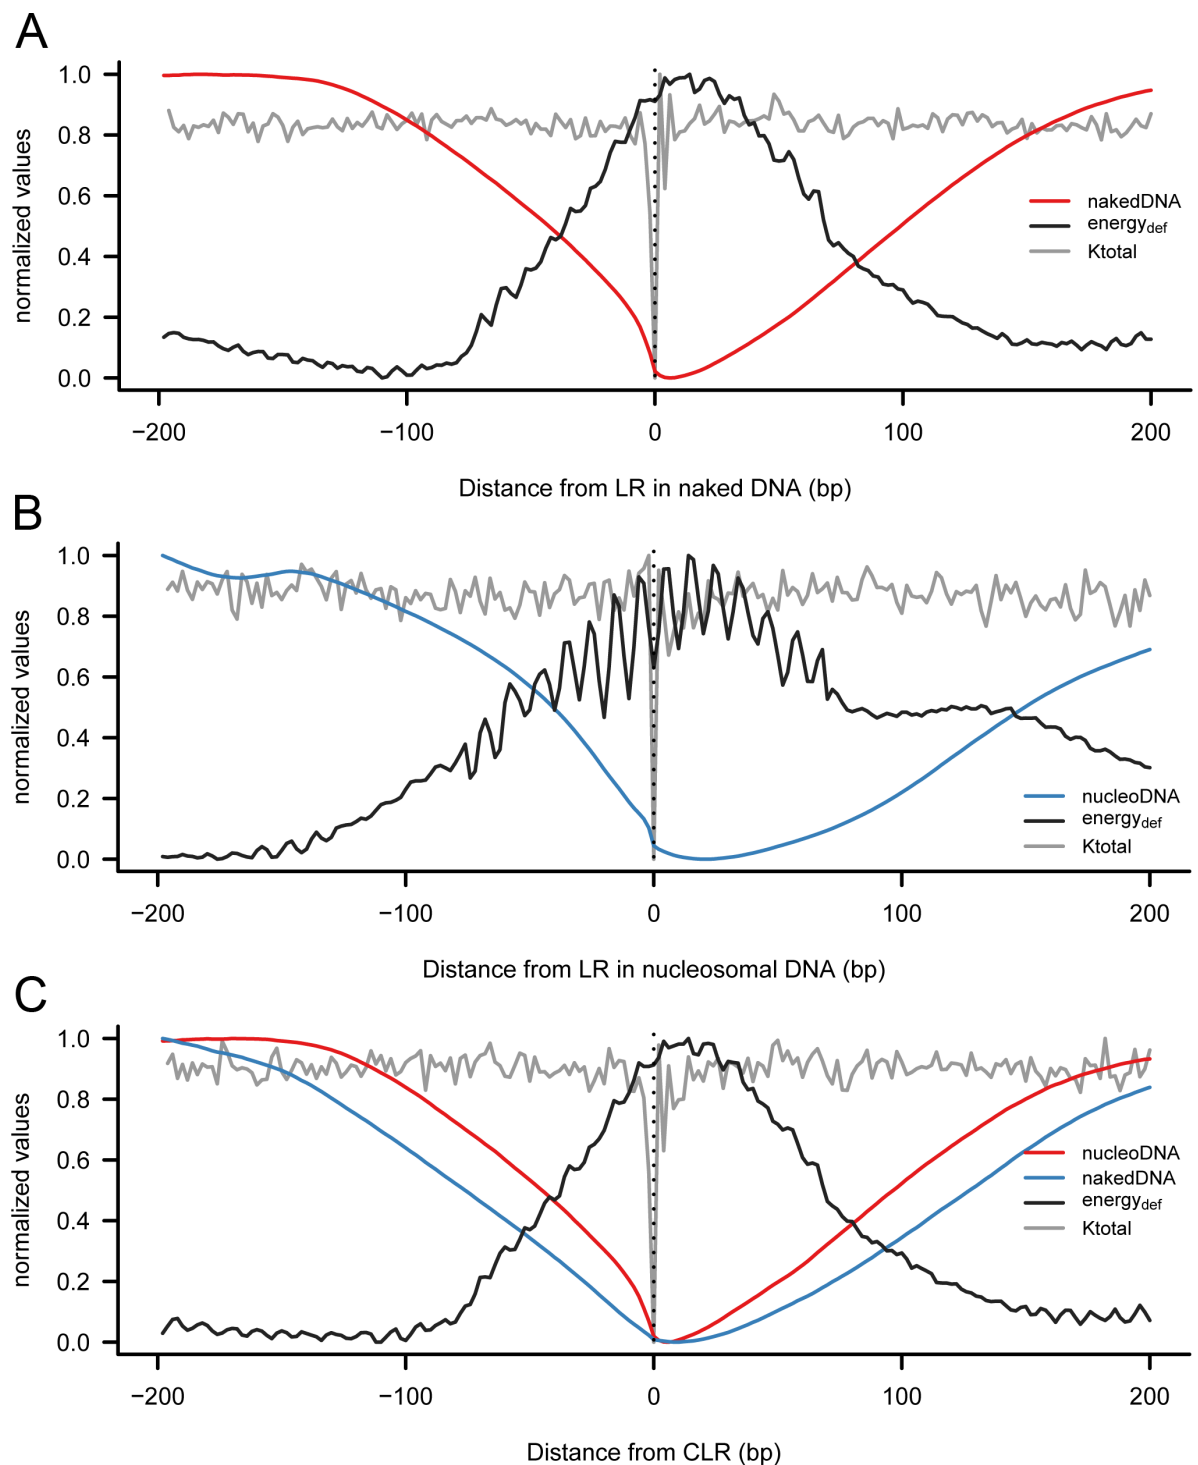 A
normalized values
1.0
0.8
0.6
0.4
0.2
0.0
nakedDNA
energydef
Ktotal
−200 −100 0 100 200
Distance from LR in naked DNA (bp)
B
normalized values
1.0
0.8
0.6
0.4
0.2
0.0
nucleoDNA
energydef
Ktotal
−200 −100 0 100 200
Distance from LR in nucleosomal DNA (bp)
C
normalized values
1.0
0.8
0.6
0.4
0.2
0.0
nucleoDNA
nakedDNA
energydef
Ktotal
−200 −100 0 100 200
Distance from CLR (bp)